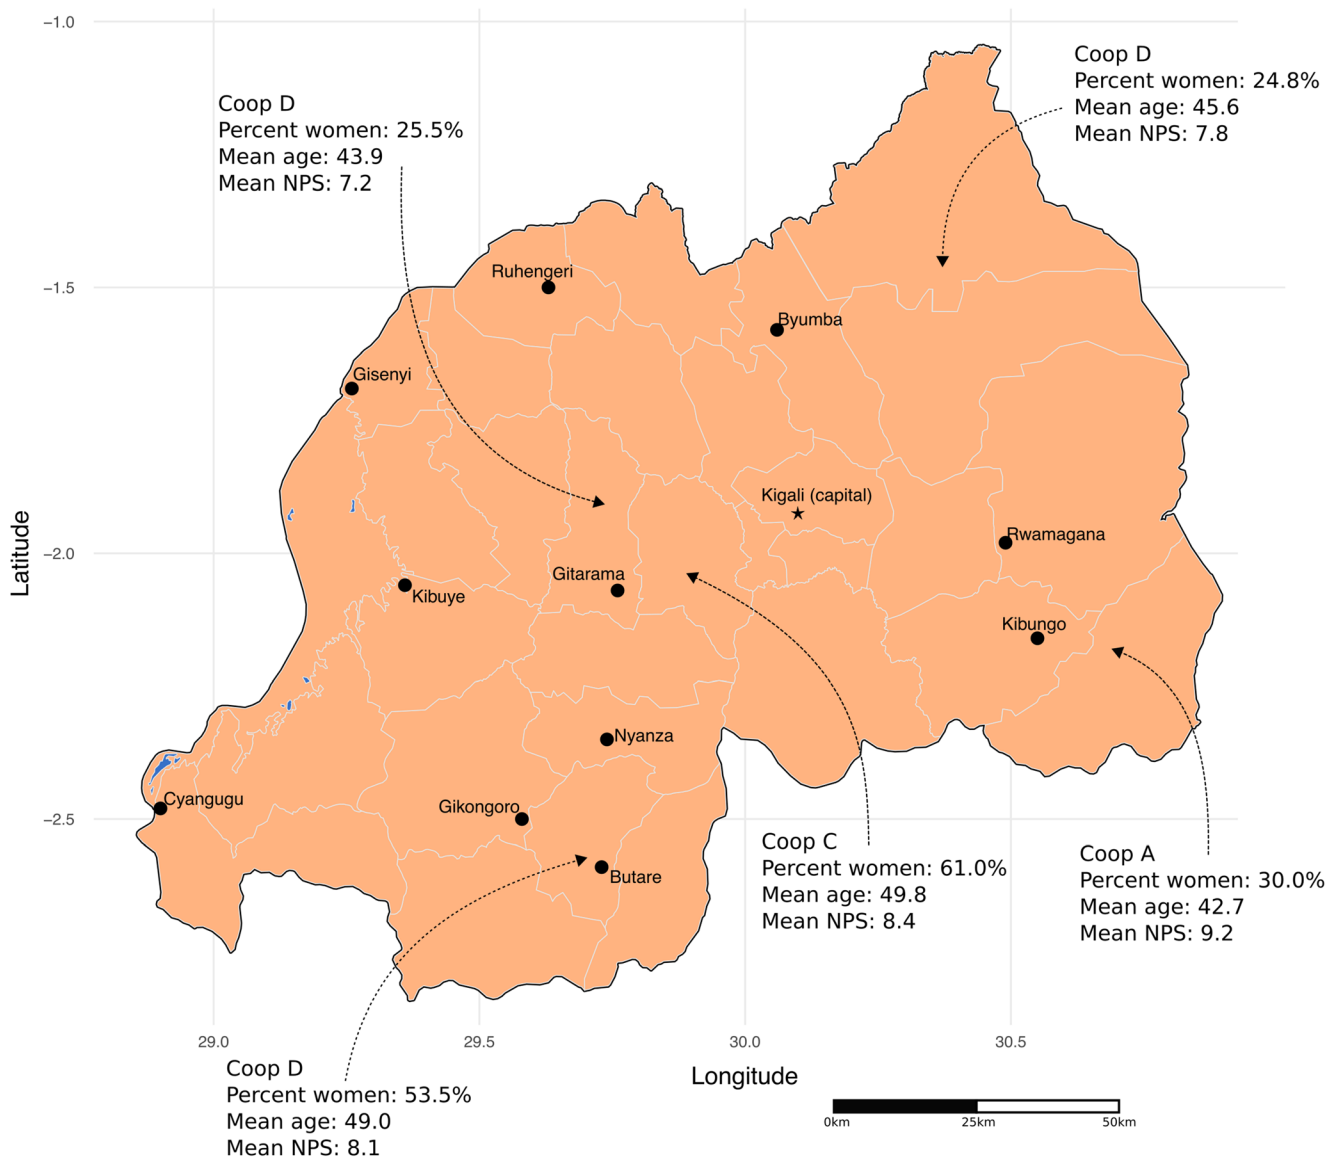 −1.0
Coop D
Percent women: 24.8%
Mean age: 45.6
Mean NPS: 7.8
Coop D
Percent women: 25.5%
Mean age: 43.9
Mean NPS: 7.2
Ruhengeri
−1.5
Byumba
Gisenyi
Kigali (capital)
Rwamagana
Latitude
−2.0
Gitarama
Kibuye
Kibungo
Nyanza
Cyangugu
Gikongoro
−2.5
Butare
Coop C
Percent women: 61.0%
Mean age: 49.8
Mean NPS: 8.4
Coop A
Percent women: 30.0%
Mean age: 42.7
Mean NPS: 9.2
29.0
29.5
30.0
30.5
Longitude
Coop D
Percent women: 53.5%
Mean age: 49.0
Mean NPS: 8.1
0km
25km
50km